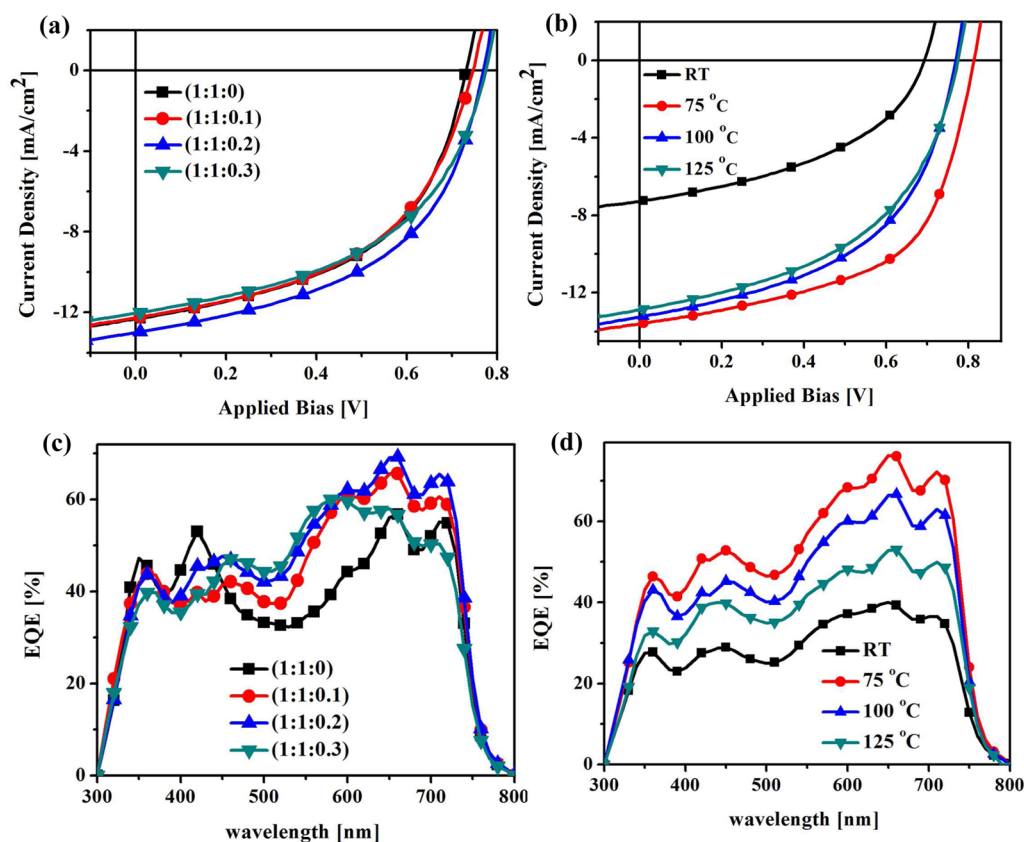 (a)
Current Density [mA/cm²]
0
-4
-8
-12
(1:1:0)
(1:1:0.1)
(1:1:0.2)
(1:1:0.3)
0.0 0.2 0.4 0.6 0.8
Applied Bias [V]
(b)
Current Density [mA/cm²]
0
-4
-8
-12
RT
75 °C
100 °C
125 °C
0.0 0.2 0.4 0.6 0.8
Applied Bias [V]
(c)
EQE [%]
60
40
20
0
(1:1:0)
(1:1:0.1)
(1:1:0.2)
(1:1:0.3)
300 400 500 600 700 800
wavelength [nm]
(d)
EQE [%]
80
60
40
20
0
RT
75 °C
100 °C
125 °C
300 400 500 600 700 800
wavelength [nm]